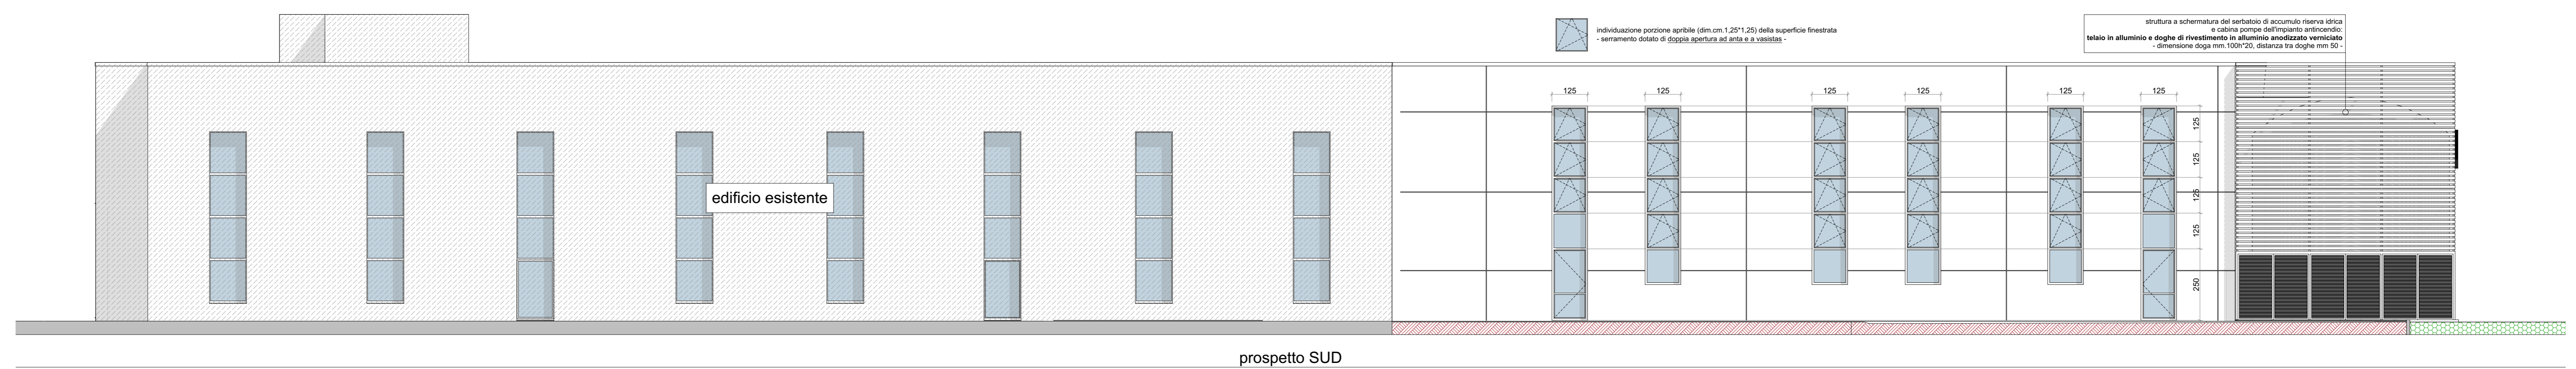 individuazione porzione apribile (dim.cm.1,25*1,25) della superficie finestrata
- serramento dotato di doppia apertura ad anta e a vasistas -
struttura a schermatura del serbatoio di accumulo riserva idrica
e cabina pompe dell'impianto antincendio:
telaio in alluminio e doghe di rivestimento in alluminio anodizzato verniciato
- dimensione doga mm.100h*20, distanza tra doghe mm 50 -
125 125 125 125 125 125
125
125
125
125
250
edificio esistente
prospetto SUD